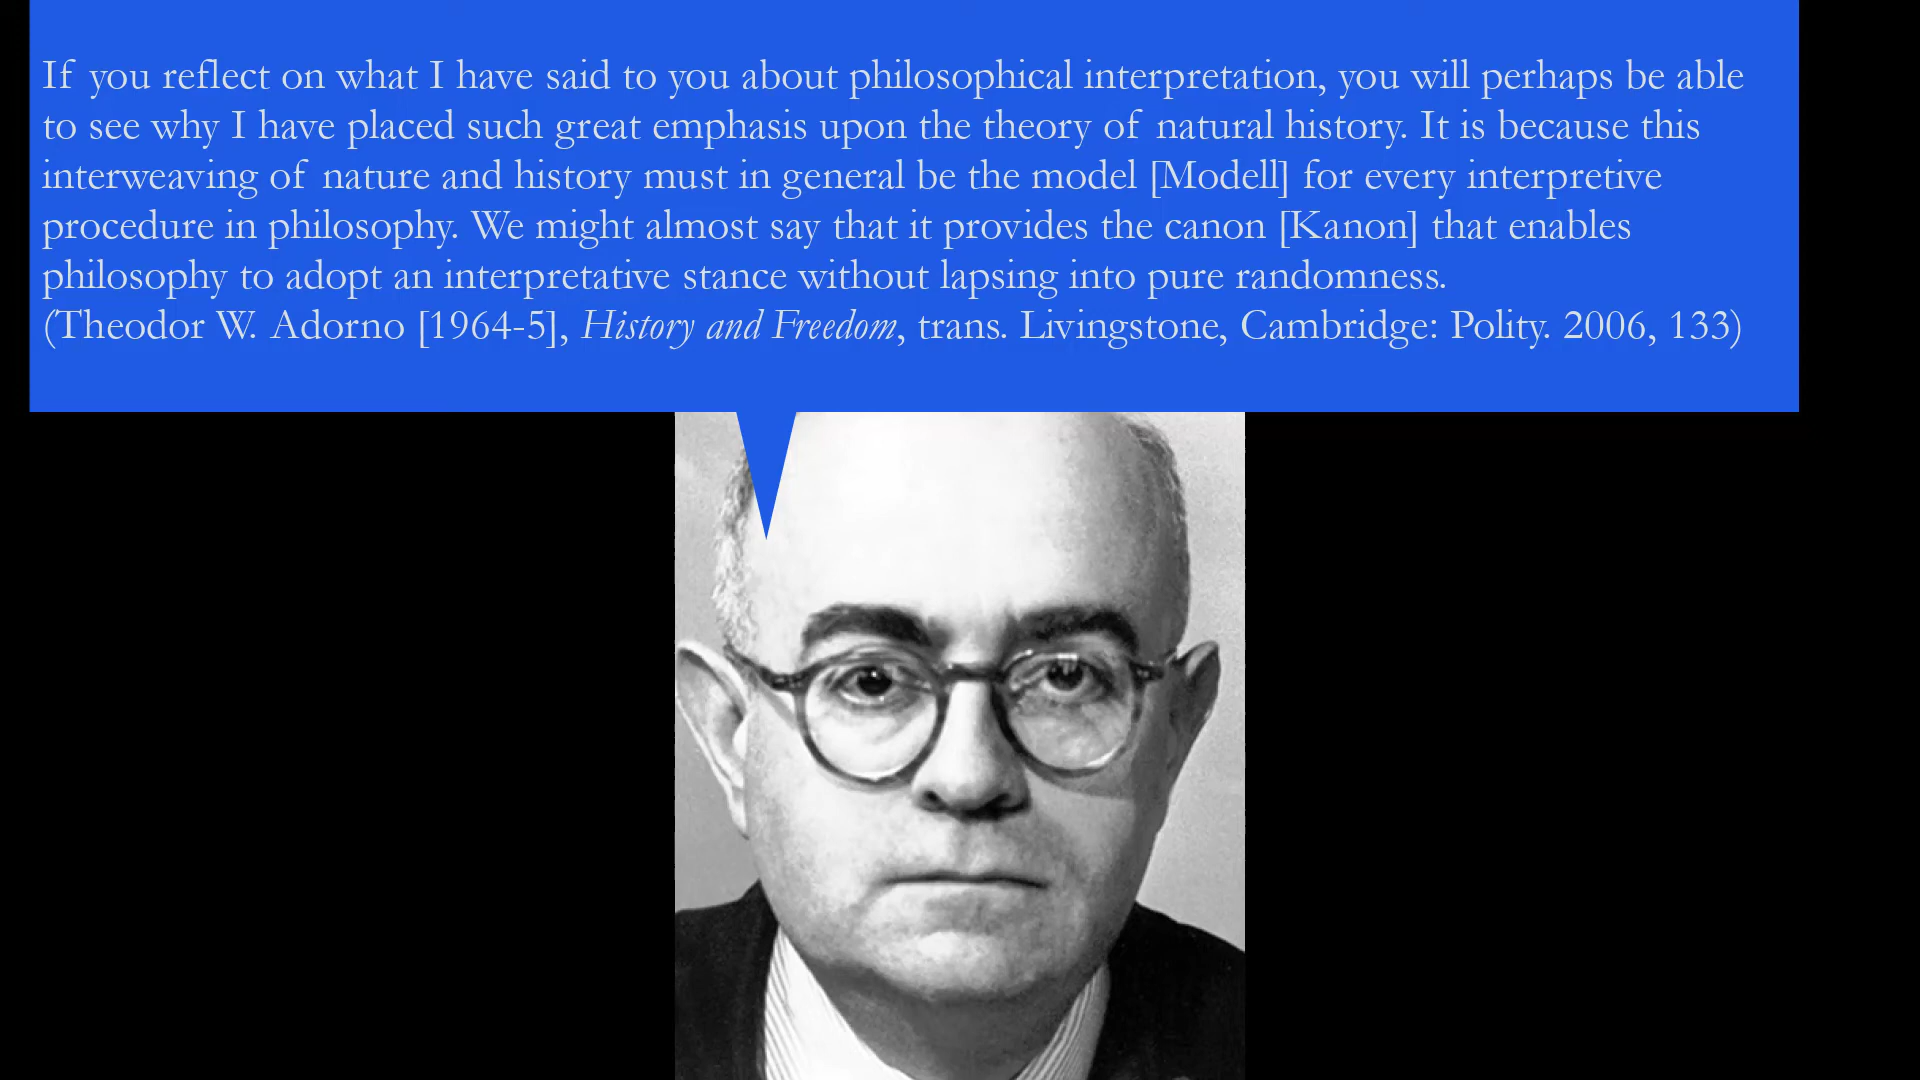 If you reflect on what I have said to you about philosophical interpretation, you will perhaps be able
to see why I have placed such great emphasis upon the theory of natural history. It is because this
interweaving of nature and history must in general be the model [Modell] for every interpretive
procedure in philosophy. We might almost say that it provides the canon [Kanon] that enables
philosophy to adopt an interpretative stance without lapsing into pure randomness.
(Theodor W. Adorno [1964-5], History and Freedom, trans. Livingstone, Cambridge: Polity. 2006, 133)